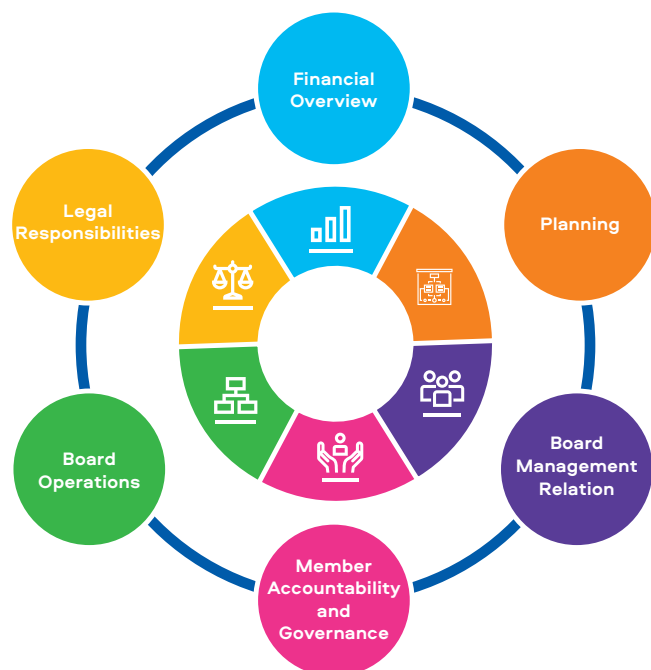 Financial
Overview
Planning
Board
Management
Relation
Member
Accountability
and
Governance
Board
Operations
Legal
Responsibilities